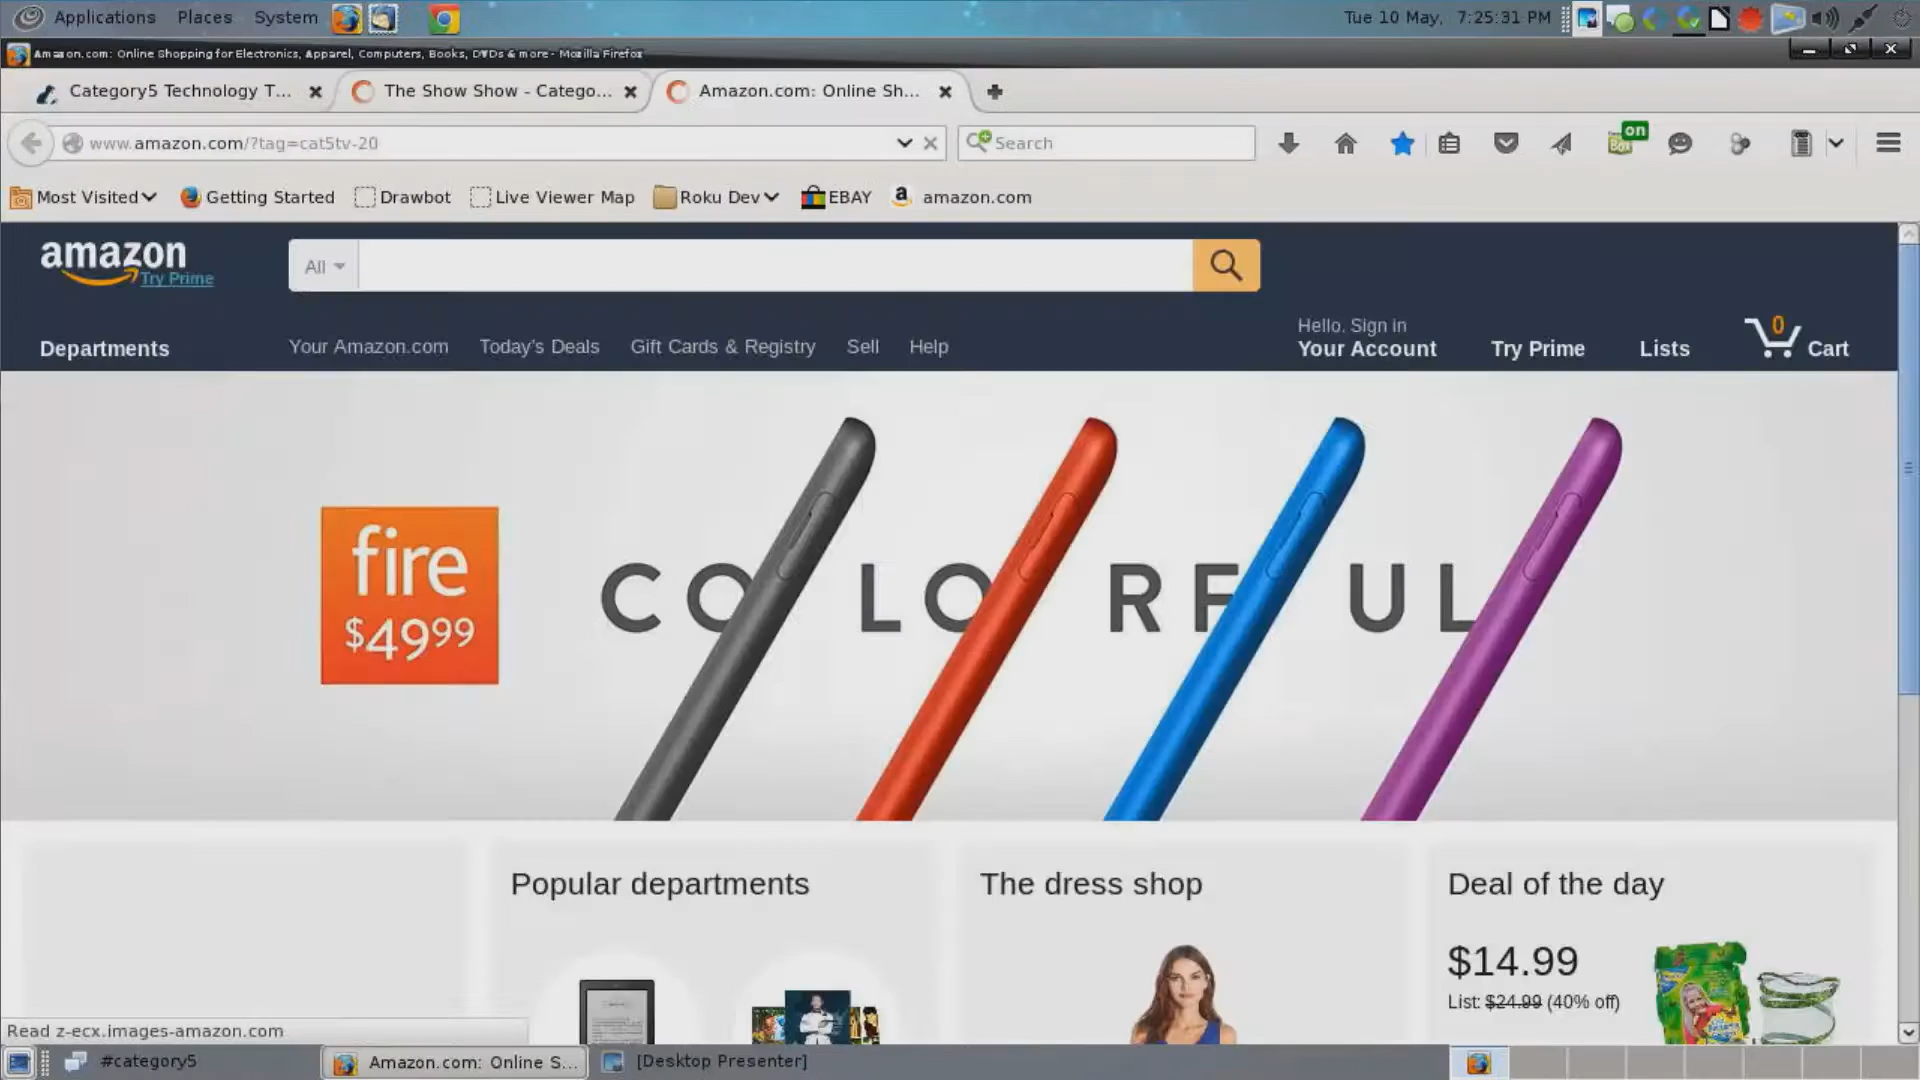 Applications Places System
Tue 10 May, 7:25:31 PM
Amazon.com: Online Shopping for Electronics, Apparel, Computers, Books, DVDs & more - Mozilla Firefox
Category5 Technology T...
The Show Show - Catego...
Amazon.com: Online Sh...
www.amazon.com/?tag=cat5tv-20
Search
on
Most Visited
Getting Started
Drawbot
Live Viewer Map
Roku Dev
EBAY
amazon.com
amazon
Try Prime
All
Departments
Your Amazon.com
Today's Deals
Gift Cards & Registry
Sell
Help
Hello. Sign in
Your Account
Try Prime
Lists
0
Cart
fire
$49.99
COLORFUL
Popular departments
The dress shop
Deal of the day
$14.99
List: $24.99 (40% off)
Read z-ecx.images-amazon.com
#category5
Amazon.com: Online S...
[Desktop Presenter]